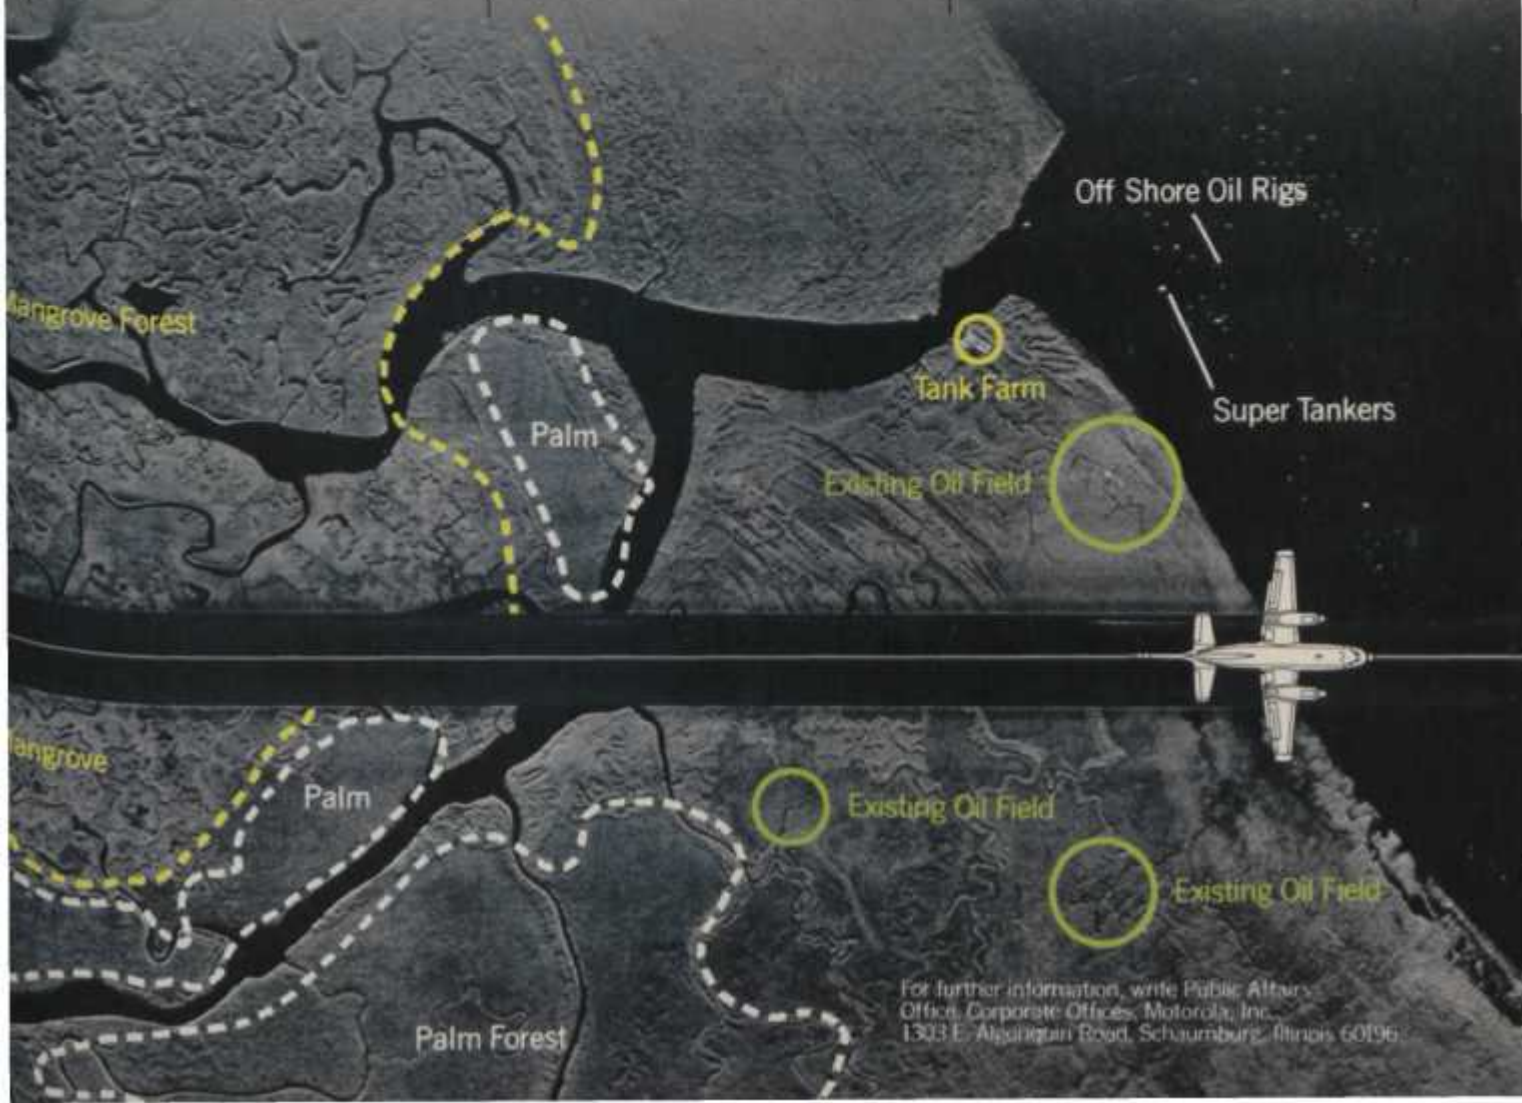 Off Shore Oil Rigs
Mangrove Forest
Tank Farm
Super Tankers
Palm
Existing Oil Field
Mangrove
Palm
Existing Oil Field
Existing Oil Field
For further information, write Public Affairs
Office, Corporate Offices, Motorola, Inc.,
1303 E. Algonquin Road, Schaumburg, Illinois 60196
Palm Forest